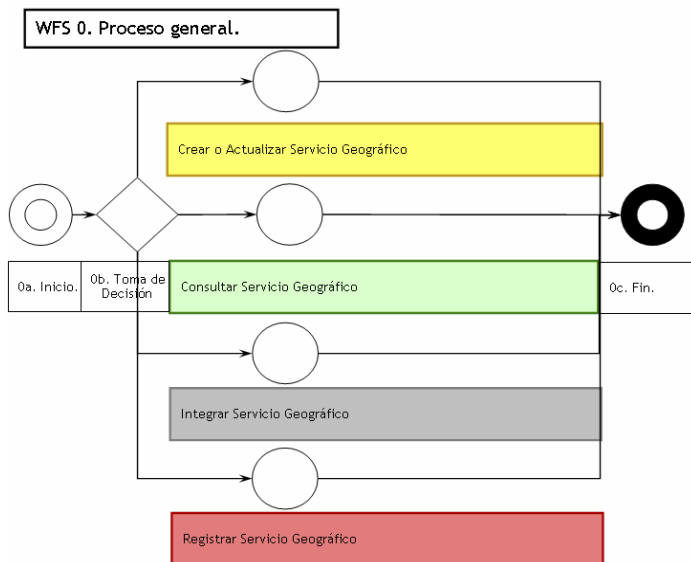 WFS 0. Proceso general.
Crear o Actualizar Servicio Geográfico
0a. Inicio.
0b. Toma de
Decisión
Consultar Servicio Geográfico
0c. Fin.
Integrar Servicio Geográfico
Registrar Servicio Geográfico